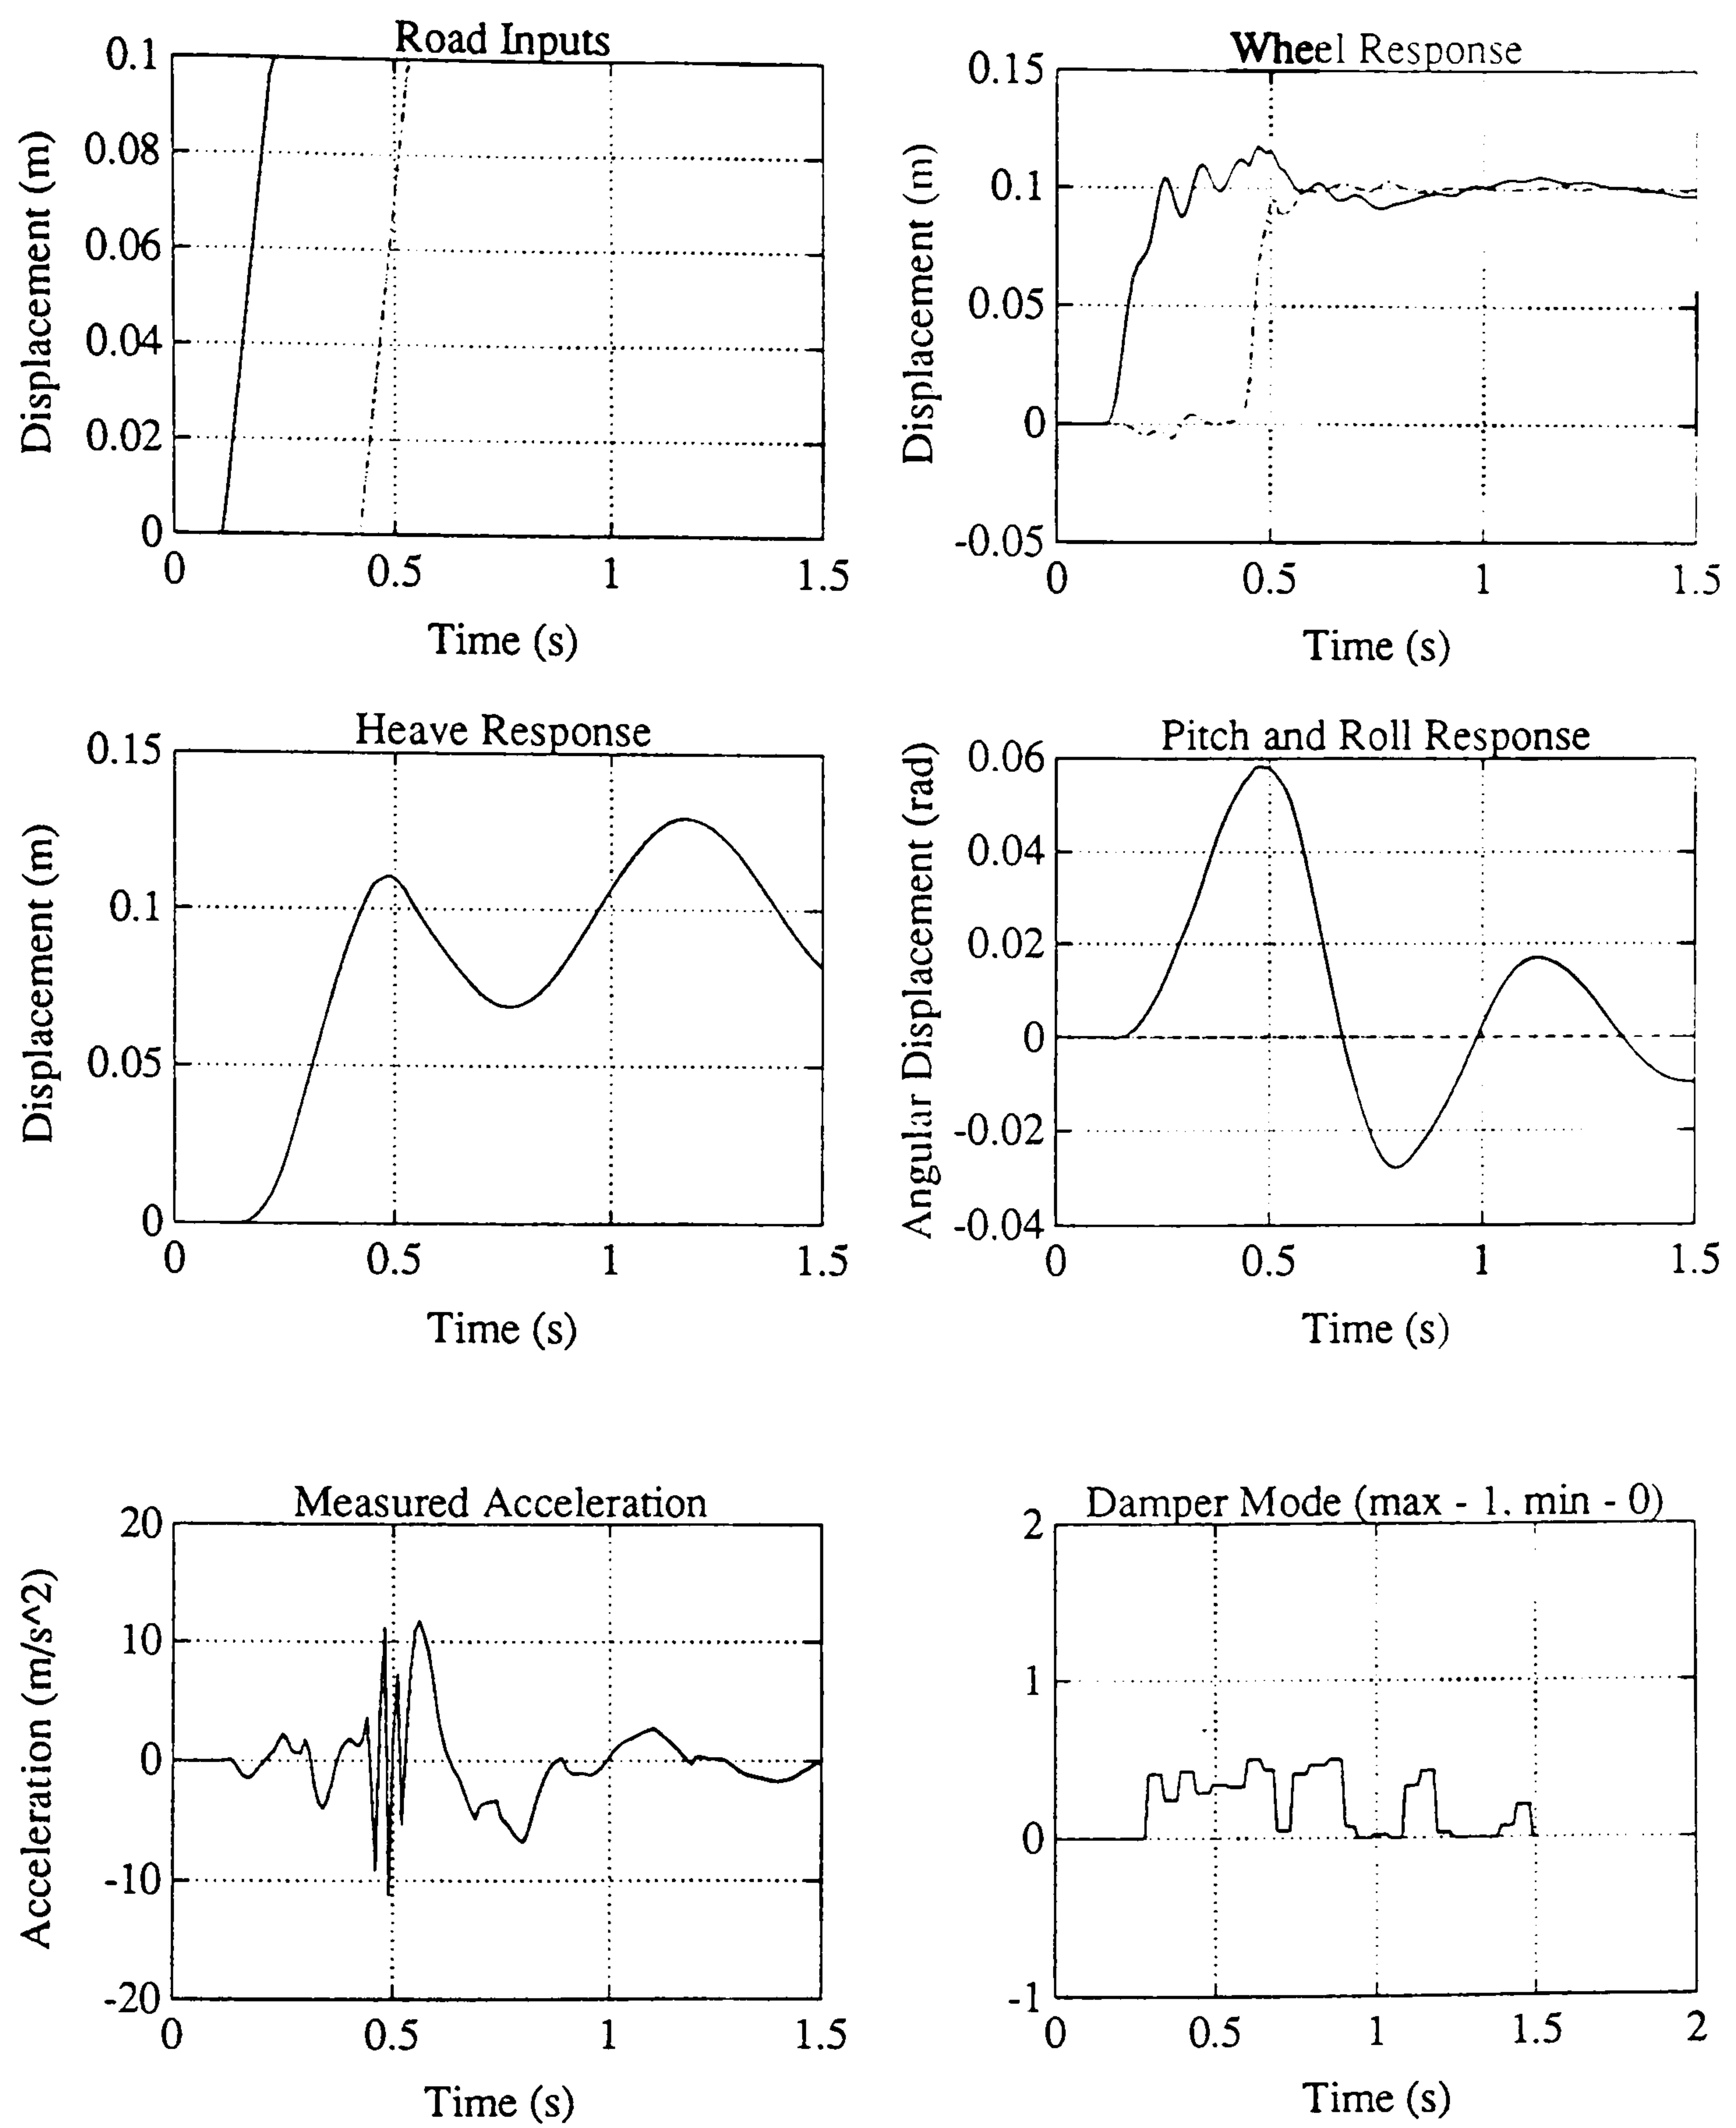 Road Inputs
0.1
0.08
0.06
0.04
0.02
0
Displacement (m)
0 0.5 1 1.5
Time (s)
Wheel Response
0.15
0.1
0.05
0
-0.05
Displacement (m)
0 0.5 1 1.5
Time (s)
Heave Response
0.15
0.1
0.05
0
Displacement (m)
0 0.5 1 1.5
Time (s)
Pitch and Roll Response
0.06
0.04
0.02
0
-0.02
-0.04
Angular Displacement (rad)
0 0.5 1 1.5
Time (s)
Measured Acceleration
20
10
0
-10
-20
Acceleration (m/s^2)
0 0.5 1 1.5
Time (s)
Damper Mode (max - 1, min - 0)
2
1
0
-1
0 0.5 1 1.5 2
Time (s)